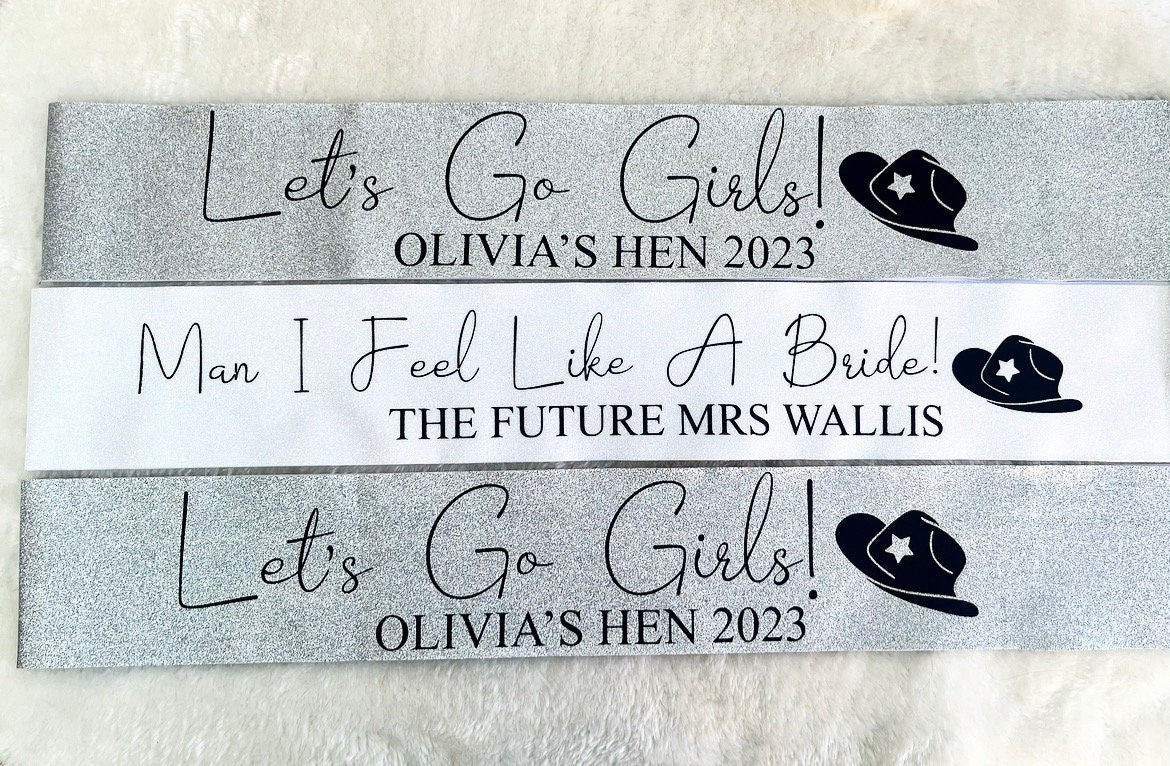 Let's Go Girls!
OLIVIA'S HEN 2023
Man I Feel Like A Bride!
THE FUTURE MRS WALLIS
Let's Go Girls!
OLIVIA'S HEN 2023